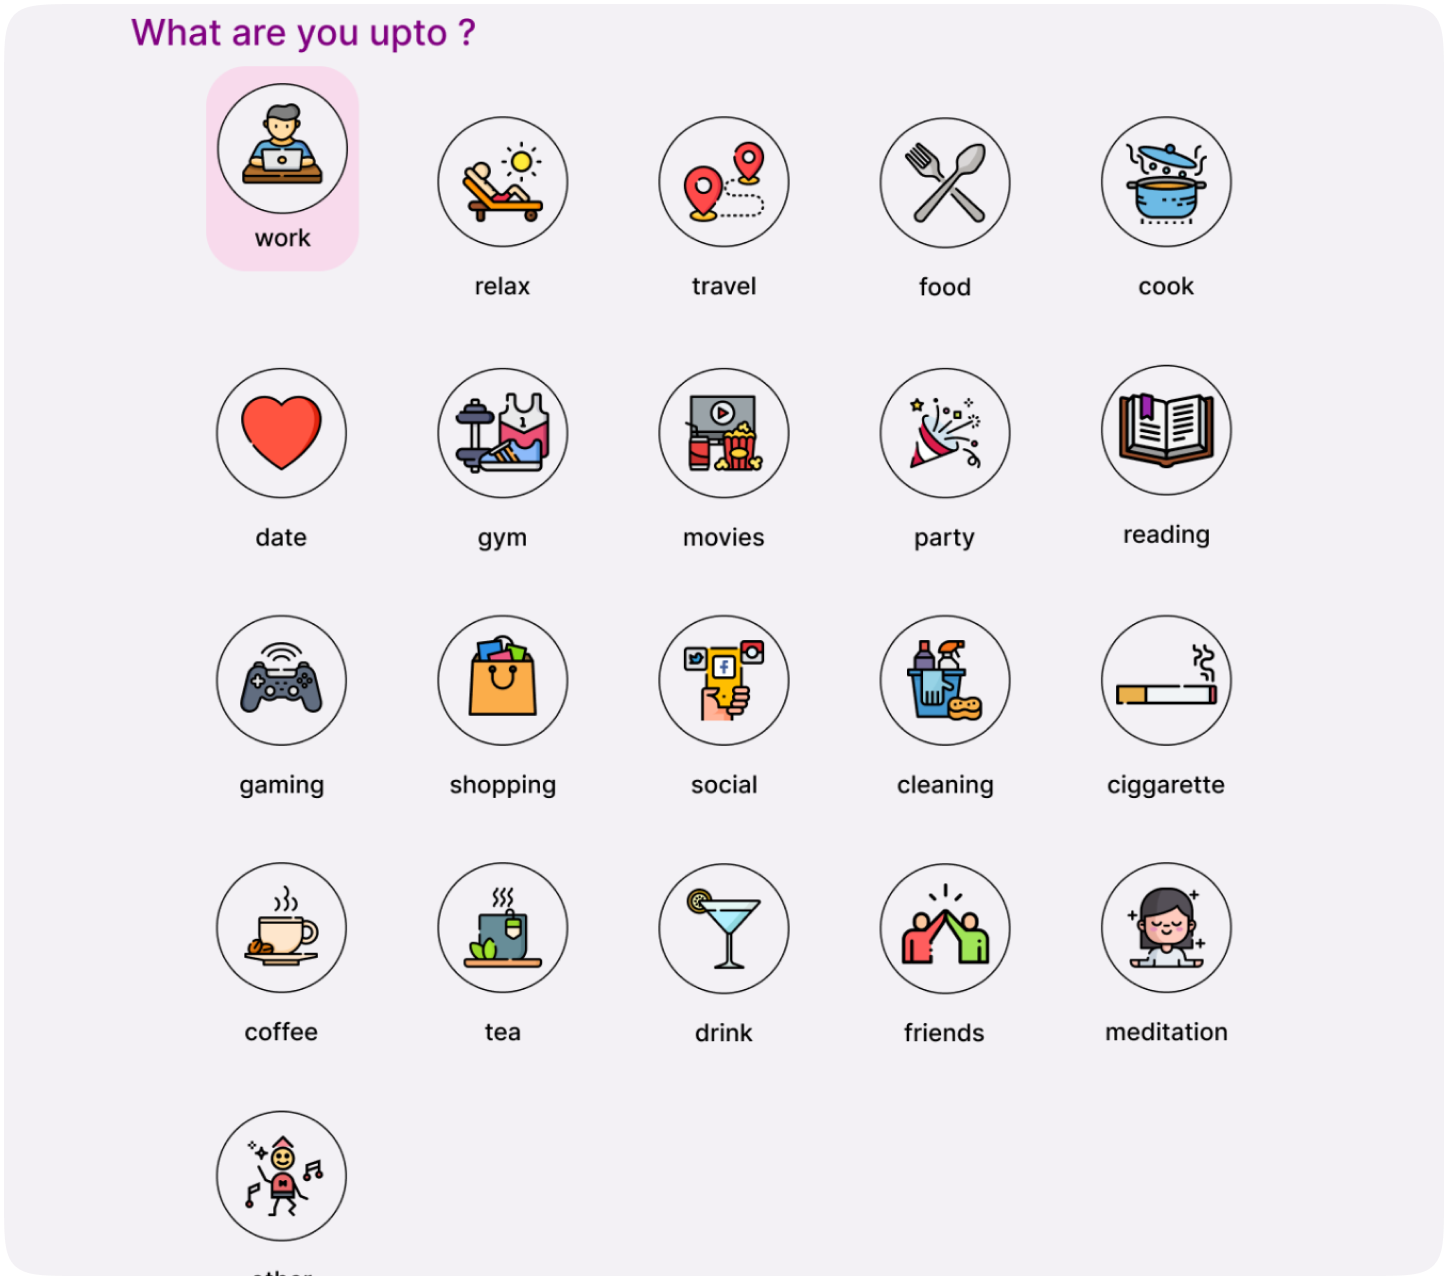 What are you upto ?
work
relax
travel
food
cook
date
gym
movies
party
reading
1
gaming
shopping
social
cleaning
ciggarette
f
coffee
tea
drink
friends
meditation